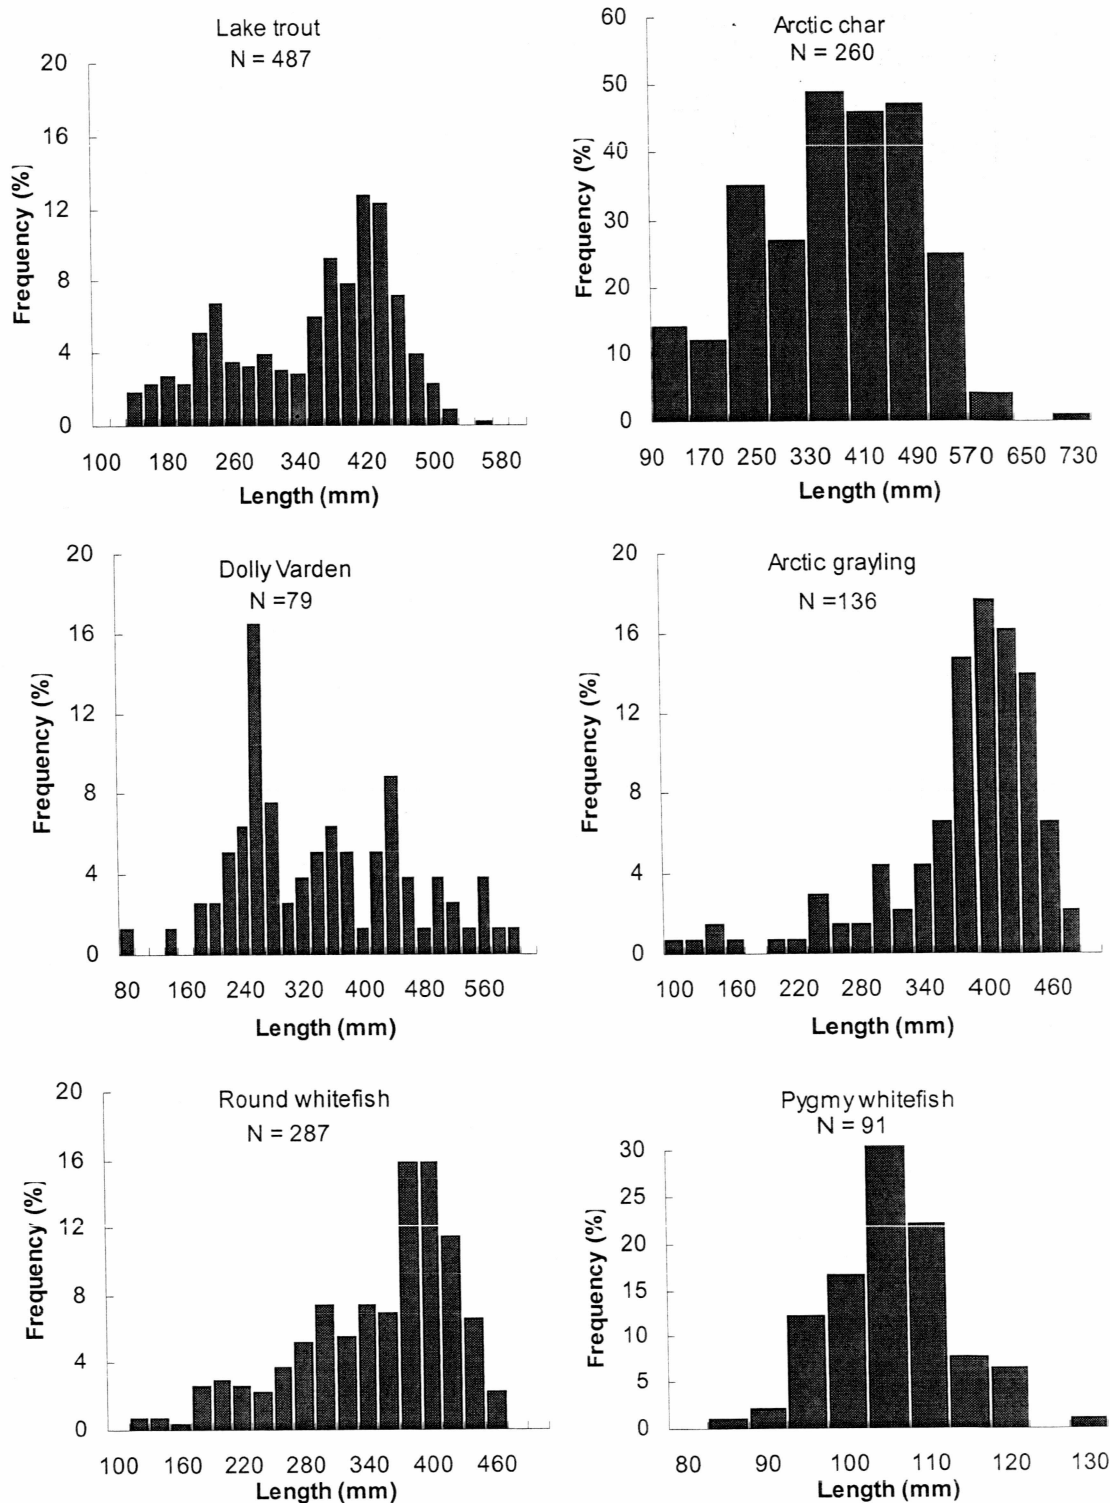 Lake trout
N = 487
20
16
12
8
4
0
Frequency (%)
100 180 260 340 420 500 580
Length (mm)
Arctic char
N = 260
60
50
40
30
20
10
0
Frequency (%)
90 170 250 330 410 490 570 650 730
Length (mm)
Dolly Varden
N =79
20
16
12
8
4
0
Frequency (%)
80 160 240 320 400 480 560
Length (mm)
Arctic grayling
N =136
20
16
12
8
4
0
Frequency (%)
100 160 220 280 340 400 460
Length (mm)
Round whitefish
N = 287
20
16
12
8
4
0
Frequency (%)
100 160 220 280 340 400 460
Length (mm)
Pygmy whitefish
N = 91
30
25
20
15
10
5
0
Frequency (%)
80 90 100 110 120 130
Length (mm)